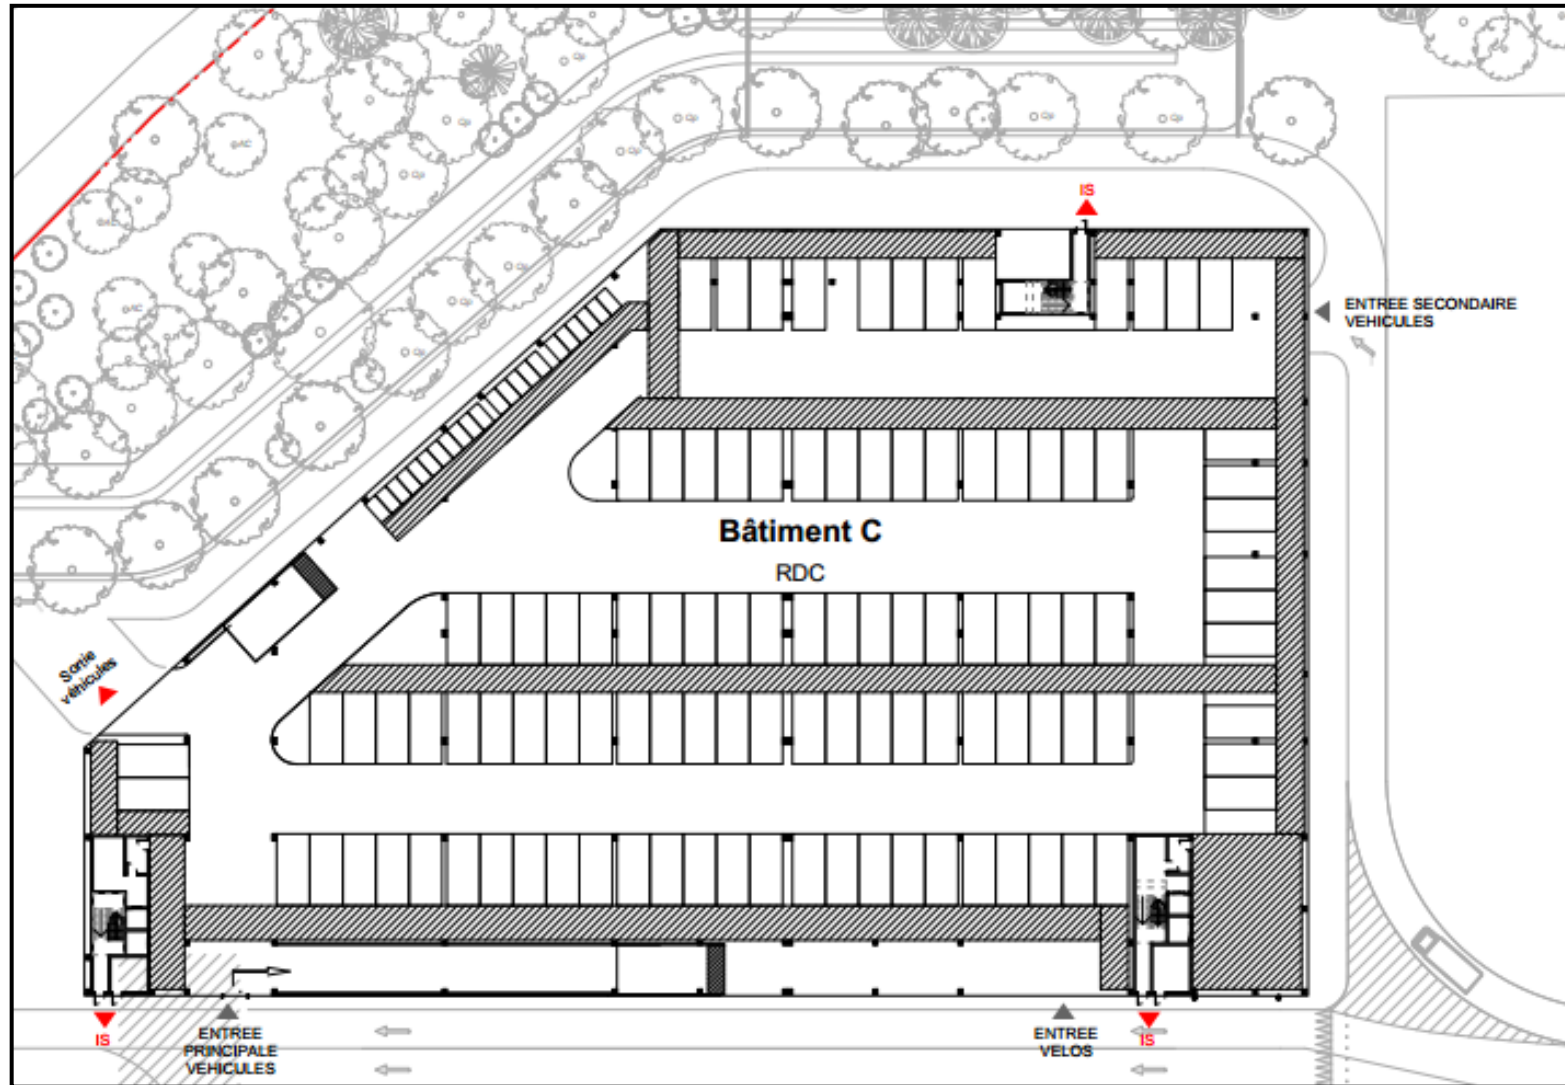 IS
ENTREE SECONDAIRE
VEHICULES
Bâtiment C
RDC
Sortie
véhicules
IS
ENTREE
PRINCIPALE
VEHICULES
ENTREE
VELOS
IS